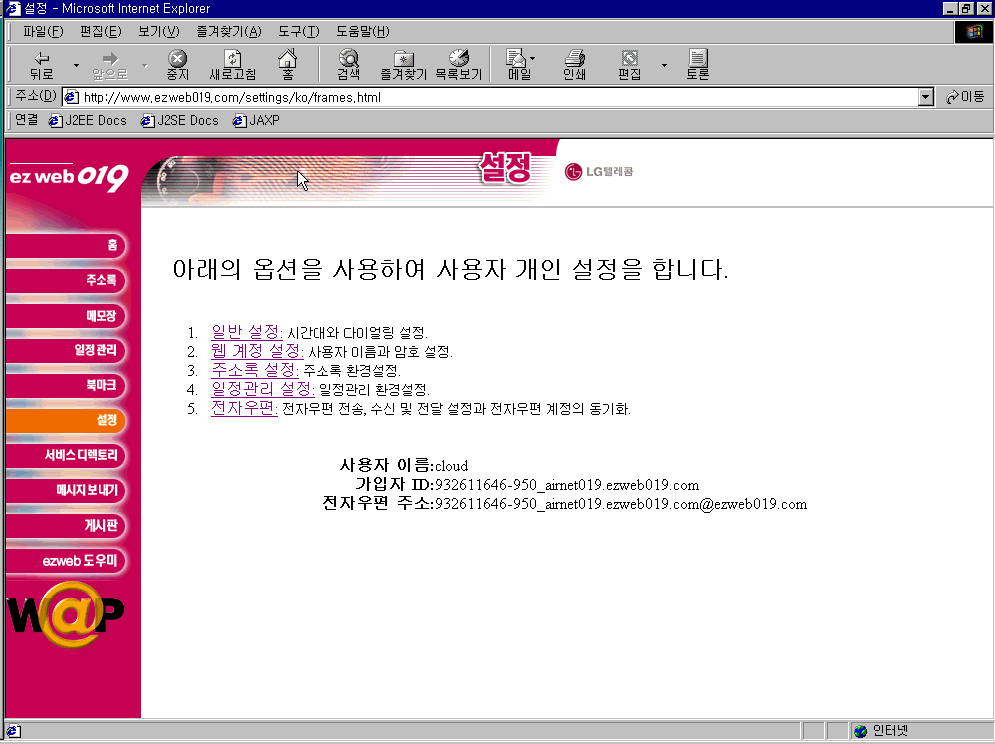 설정 - Microsoft Internet Explorer
파일(F) 편집(E) 보기(V) 즐겨찾기(A) 도구(T) 도움말(H)
뒤로 앞으로 중지 새로고침 홈 검색 즐겨찾기 목록보기 메일 인쇄 편집 토론
주소(D) http://www.ezweb019.com/settings/ko/frames.html 이동
연결 J2EE Docs J2SE Docs JAXP
ez web 019
설정
LG텔레콤
홈
주소록
메모장
일정관리
북마크
설정
서비스 디렉토리
메시지 보내기
게시판
ezweb 도우미
W@P
아래의 옵션을 사용하여 사용자 개인 설정을 합니다.
1. 일반 설정: 시간대와 다이얼링 설정.
2. 웹 계정 설정: 사용자 이름과 암호 설정.
3. 주소록 설정: 주소록 환경설정.
4. 일정관리 설정: 일정관리 환경설정.
5. 전자우편: 전자우편 전송, 수신 및 전달 설정과 전자우편 계정의 동기화.
사용자 이름:cloud
가입자 ID:932611646-950_airnet019.ezweb019.com
전자우편 주소:932611646-950_airnet019.ezweb019.com@ezweb019.com
인터넷